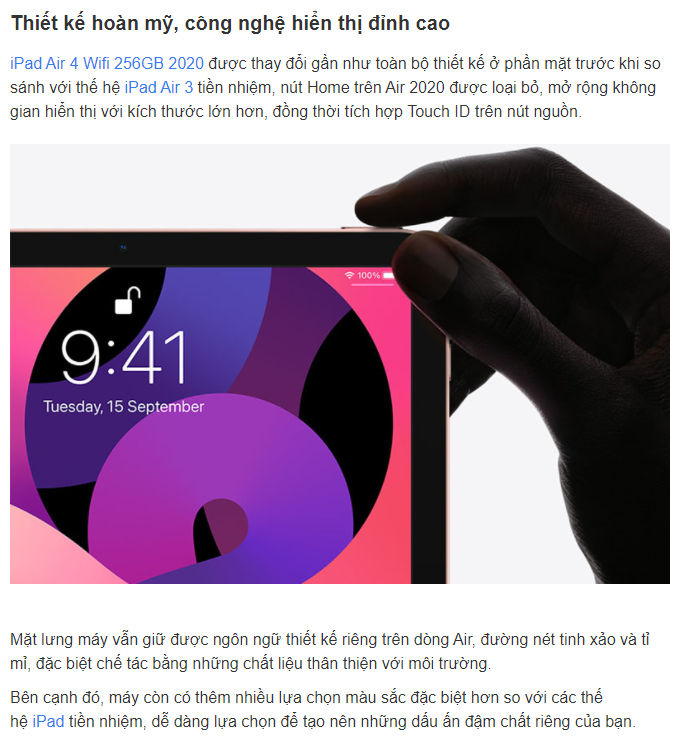 Thiết kế hoàn mỹ, công nghệ hiển thị đỉnh cao
iPad Air 4 Wifi 256GB 2020 được thay đổi gần như toàn bộ thiết kế ở phần mặt trước khi so
sánh với thế hệ iPad Air 3 tiền nhiệm, nút Home trên Air 2020 được loại bỏ, mở rộng không
gian hiển thị với kích thước lớn hơn, đồng thời tích hợp Touch ID trên nút nguồn.
100%
9:41
Tuesday, 15 September
Mặt lưng máy vẫn giữ được ngôn ngữ thiết kế riêng trên dòng Air, đường nét tinh xảo và tỉ
mỉ, đặc biệt chế tác bằng những chất liệu thân thiện với môi trường.
Bên cạnh đó, máy còn có thêm nhiều lựa chọn màu sắc đặc biệt hơn so với các thế
hệ iPad tiền nhiệm, dễ dàng lựa chọn để tạo nên những dấu ấn đậm chất riêng của bạn.